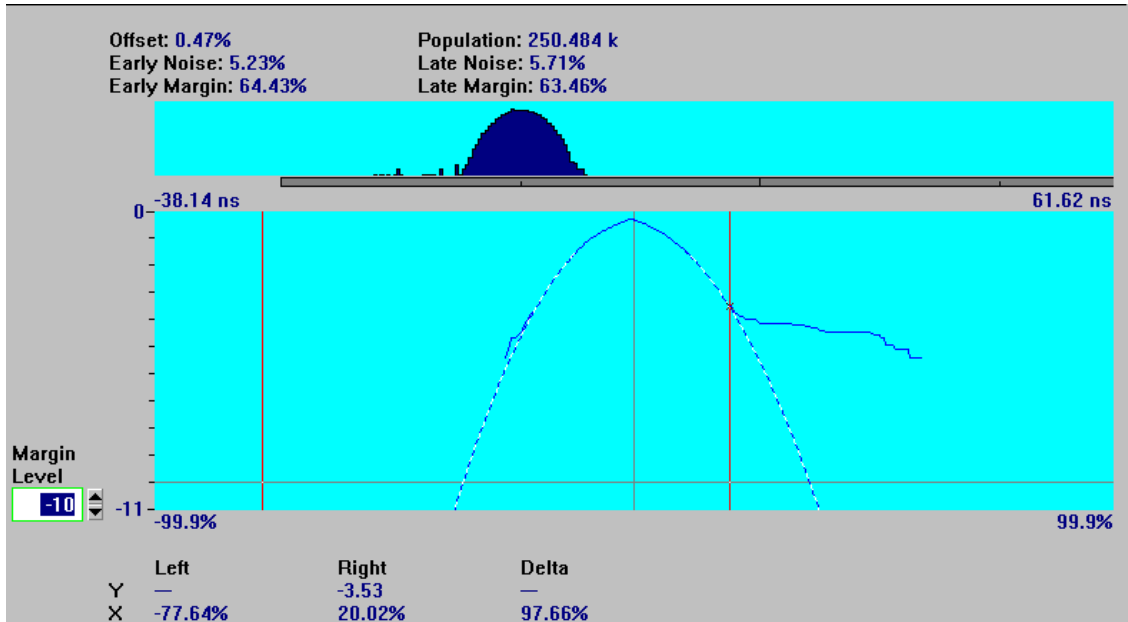 Offset: 0.47% Population: 250.484 k
Early Noise: 5.23% Late Noise: 5.71%
Early Margin: 64.43% Late Margin: 63.46%
-38.14 ns 61.62 ns
0
Margin
Level
-10
-11
-99.9% 99.9%
Left Right Delta
Y — -3.53 —
X -77.64% 20.02% 97.66%